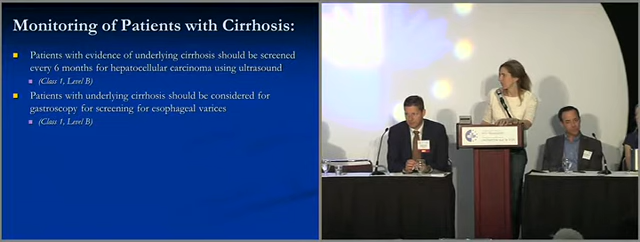 Monitoring of Patients with Cirrhosis:
Patients with evidence of underlying cirrhosis should be screened
every 6 months for hepatocellular carcinoma using ultrasound
(Class 1, Level B)
Patients with underlying cirrhosis should be considered for
gastroscopy for screening for esophageal varices
(Class 1, Level B)